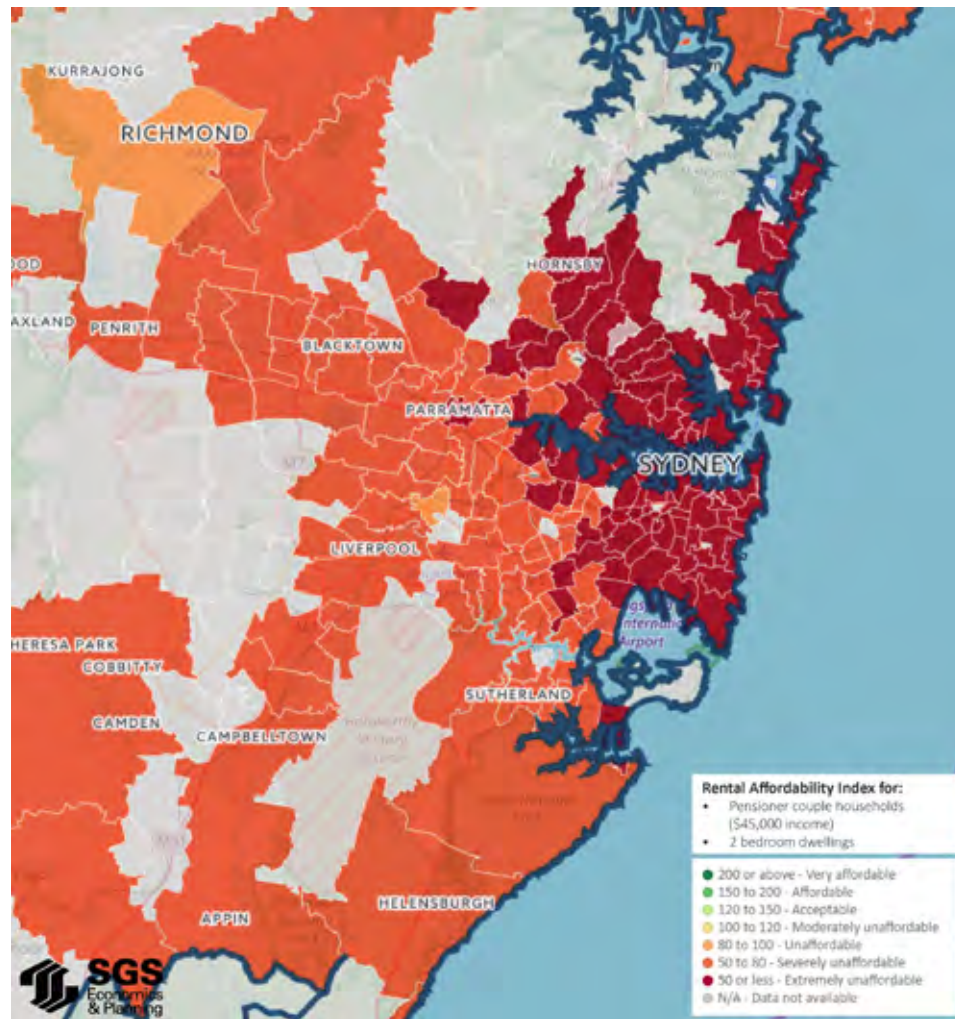 KURRAJONG
RICHMOND
HORNSBY
OOD
AXLAND
PENRITH
BLACKTOWN
PARRAMATTA
SYDNEY
M7
LIVERPOOL
Airport
HERESA PARK
COBBITTY
SUTHERLAND
CAMDEN
CAMPBELLTOWN
HELENSBURGH
APPIN
Rental Affordability Index for:
• Pensioner couple households
($45,000 income)
• 2 bedroom dwellings
200 or above - Very affordable
150 to 200 - Affordable
120 to 150 - Acceptable
100 to 120 - Moderately unaffordable
80 to 100 - Unaffordable
50 to 80 - Severely unaffordable
50 or less - Extremely unaffordable
N/A - Data not available
SGS
Economics
& Planning